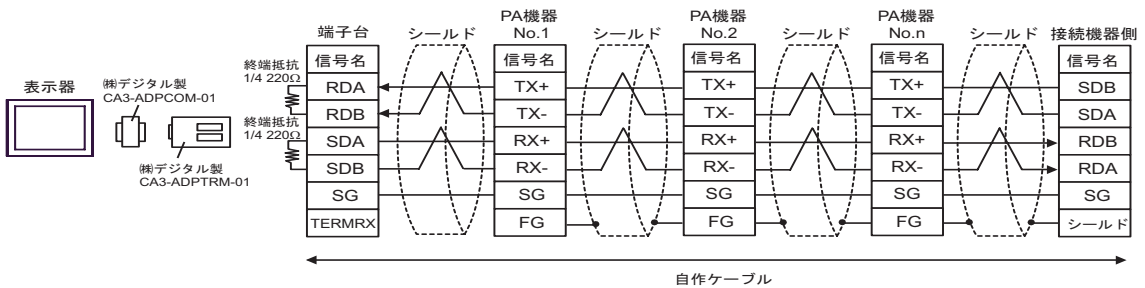 表示器
㈱デジタル製
CA3-ADPCOM-01
㈱デジタル製
CA3-ADPTRM-01
終端抵抗
1/4 220Ω
終端抵抗
1/4 220Ω
端子台
信号名
RDA
RDB
SDA
SDB
SG
TERMRX
シールド
PA機器
No.1
信号名
TX+
TX-
RX+
RX-
SG
FG
シールド
PA機器
No.2
信号名
TX+
TX-
RX+
RX-
SG
FG
シールド
PA機器
No.n
信号名
TX+
TX-
RX+
RX-
SG
FG
シールド
接続機器側
信号名
SDB
SDA
RDB
RDA
SG
シールド
自作ケーブル